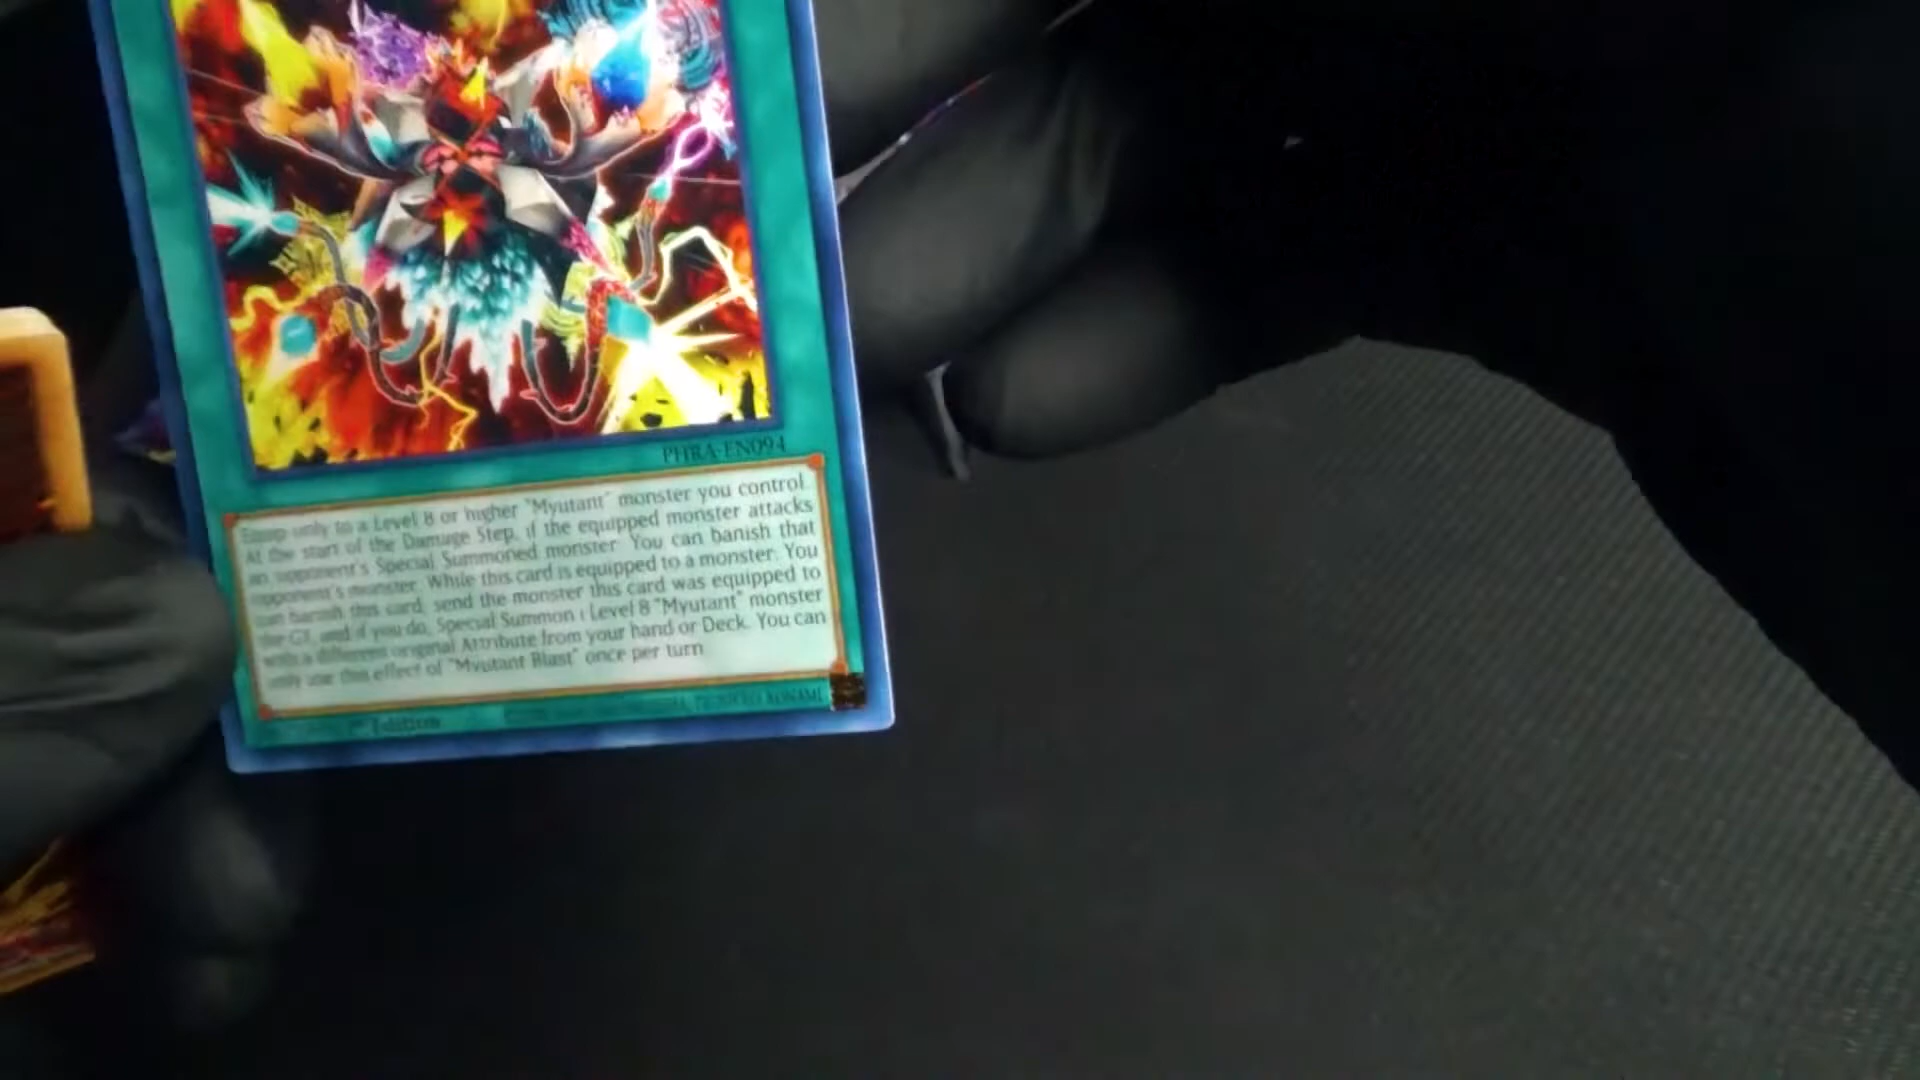 PHRA-EN094
Equip only to a Level 8 or higher "Myutant" monster you control.
At the start of the Damage Step, if the equipped monster attacks
an opponent's Special Summoned monster: You can banish that
opponent's monster. While this card is equipped to a monster: You
can banish this card, send the monster this card was equipped to
the GY, and if you do, Special Summon 1 Level 8 "Myutant" monster
with a different original Attribute from your hand or Deck. You can
only use this effect of "Myutant Blast" once per turn.
Edition KONAMI